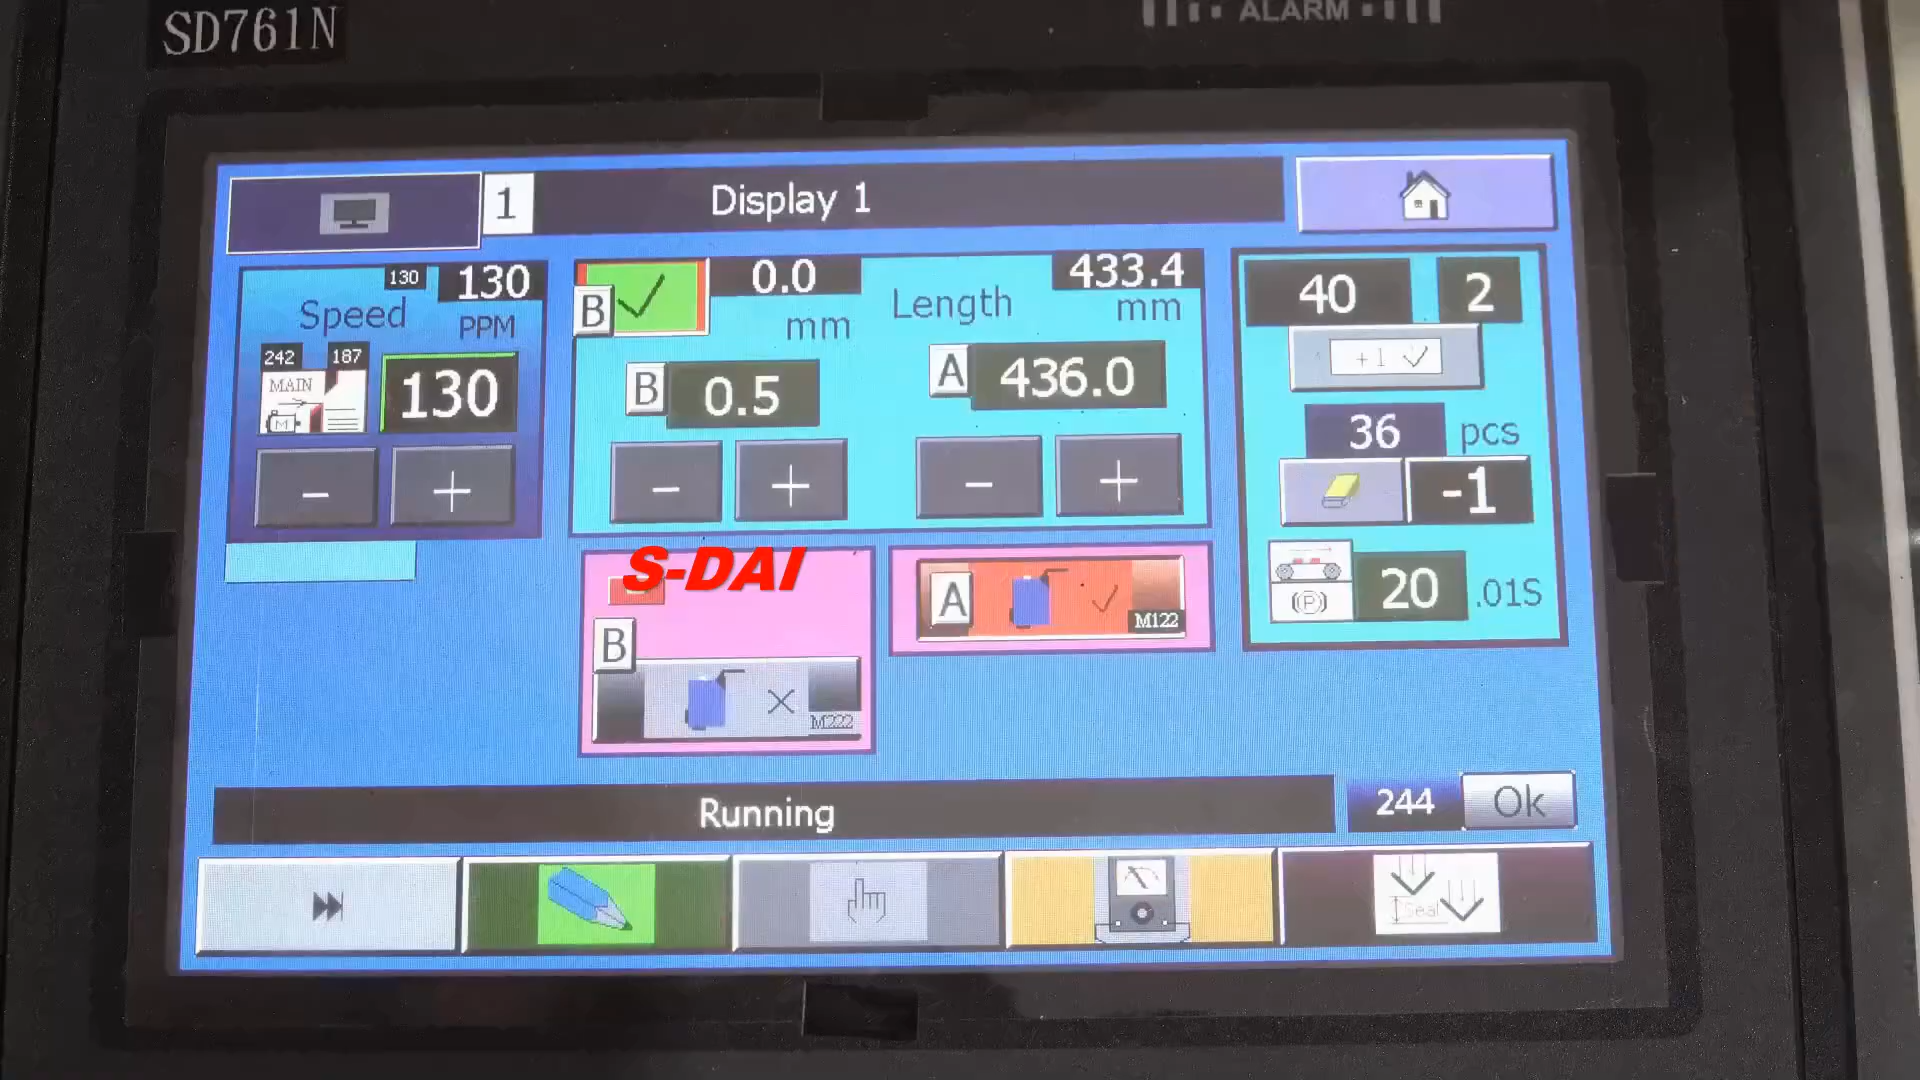 SD761N
ALARM
1
Display 1
130
130
Speed
PPM
242
187
MAIN
M
130
-
+
B
0.0
mm
B
0.5
-
+
Length
433.4
mm
A
436.0
-
+
40
2
+1
36
pcs
-1
(P)
20
.01S
S-DAI
B
M222
A
M122
Running
244
Ok
Seal